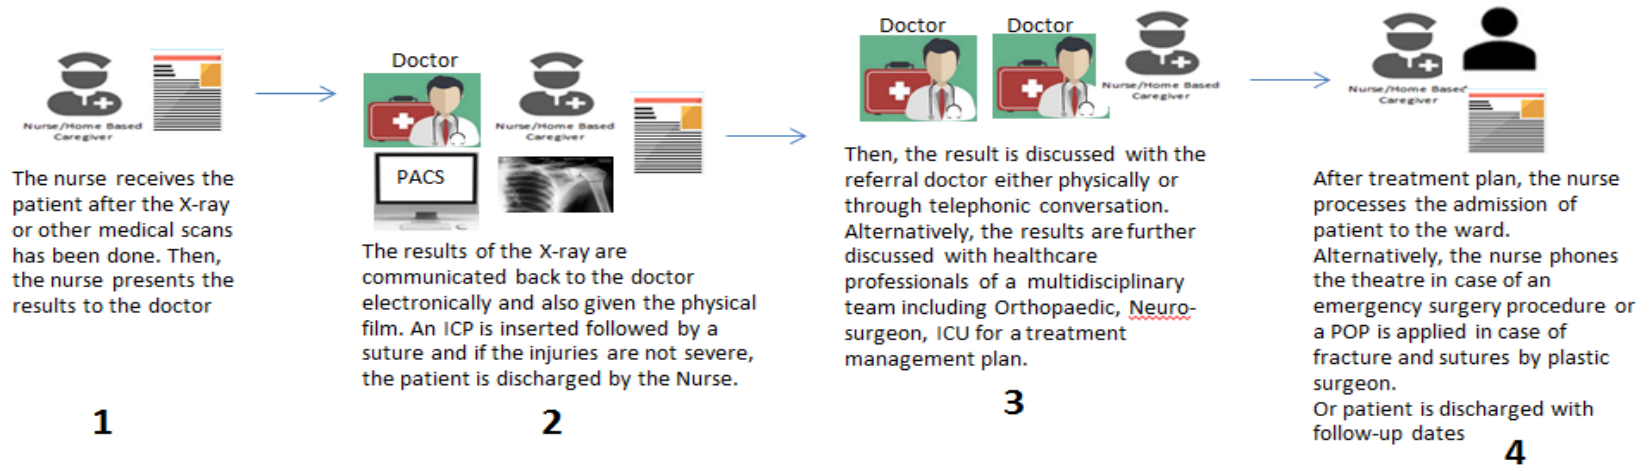 Nurse/Home Based
Caregiver
The nurse receives the
patient after the X-ray
or other medical scans
has been done. Then,
the nurse presents the
results to the doctor
1
Doctor
Nurse/Home Based
Caregiver
PACS
The results of the X-ray are
communicated back to the doctor
electronically and also given the physical
film. An ICP is inserted followed by a
suture and if the injuries are not severe,
the patient is discharged by the Nurse.
2
Doctor
Doctor
Nurse/Home Based
Caregiver
Then, the result is discussed with the
referral doctor either physically or
through telephonic conversation.
Alternatively, the results are further
discussed with healthcare
professionals of a multidisciplinary
team including Orthopaedic, Neuro-
surgeon, ICU for a treatment
management plan.
3
Nurse/Home Based
Caregiver
After treatment plan, the nurse
processes the admission of
patient to the ward.
Alternatively, the nurse phones
the theatre in case of an
emergency surgery procedure or
a POP is applied in case of
fracture and sutures by plastic
surgeon.
Or patient is discharged with
follow-up dates
4